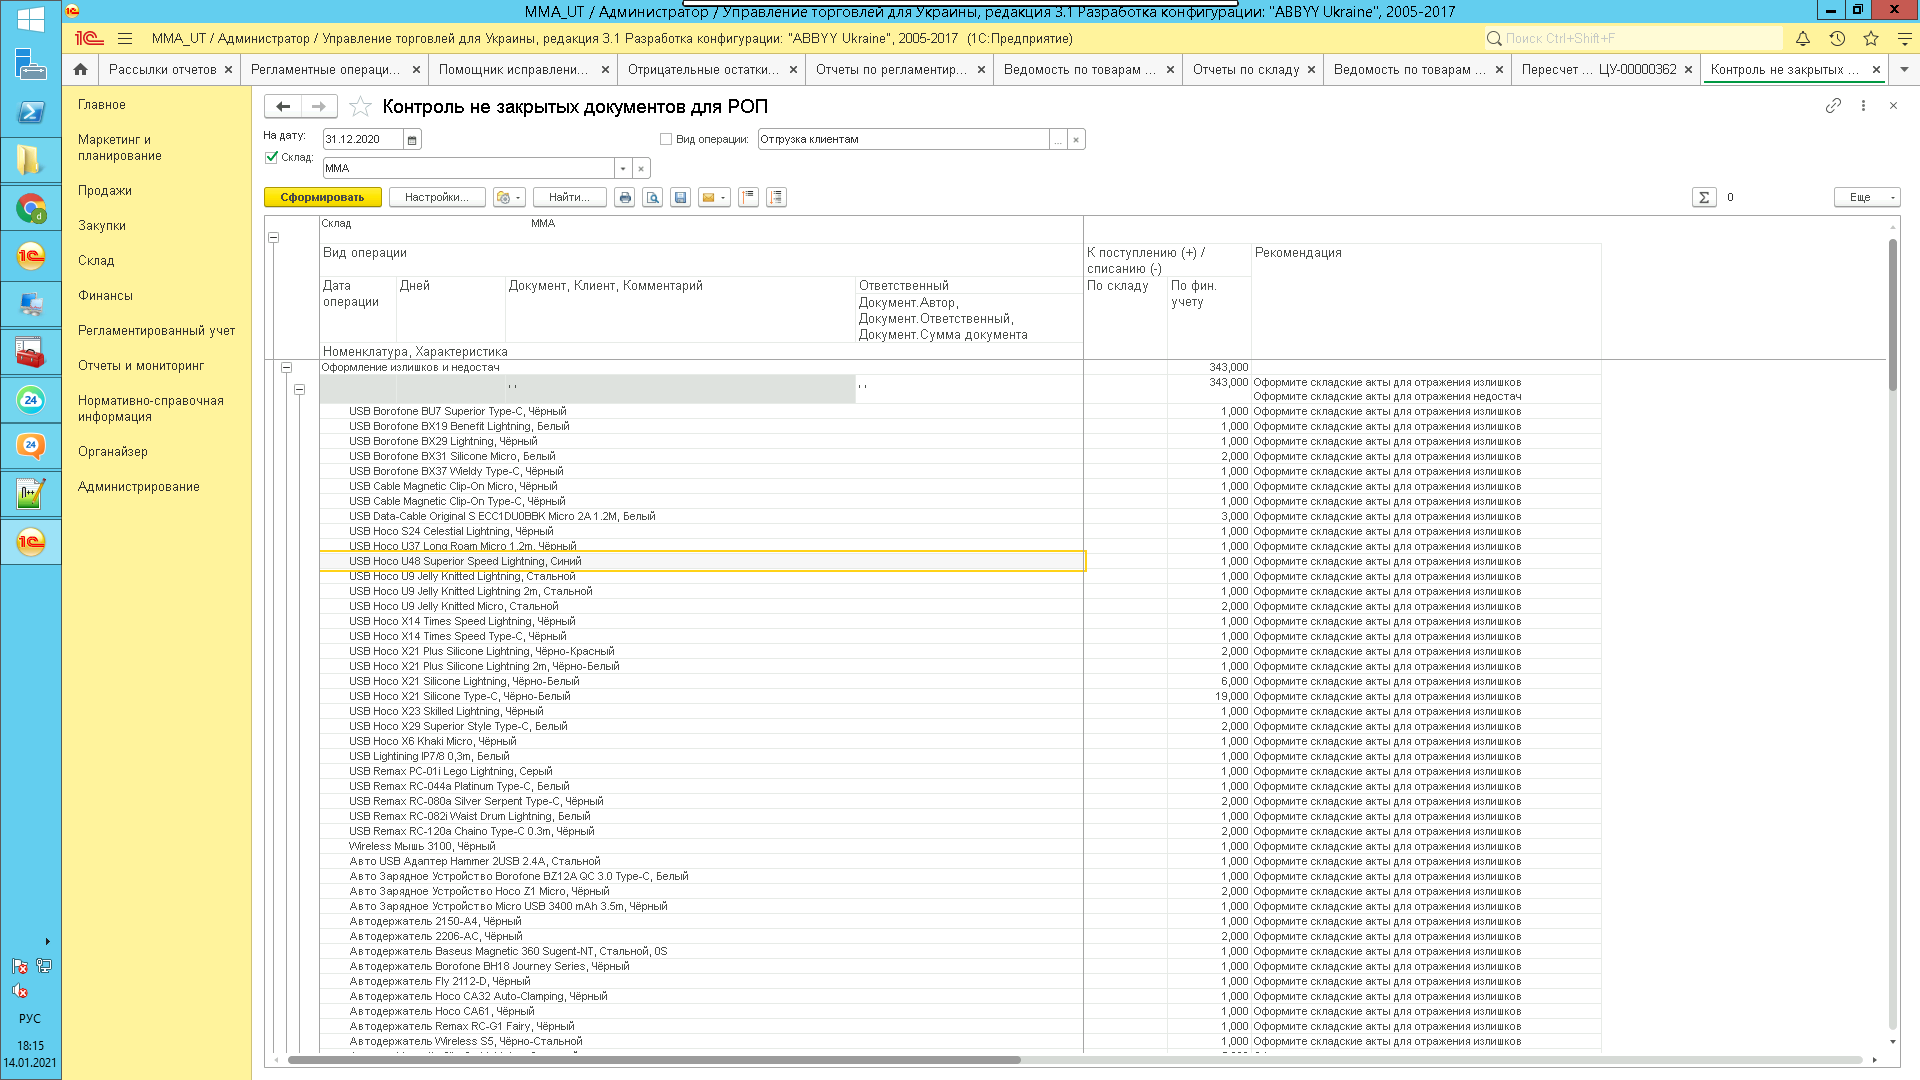 MMA_UT / Администратор / Управление торговлей для Украины, редакция 3.1 Разработка конфигурации: "ABBYY Ukraine", 2005-2017
MMA_UT / Администратор / Управление торговлей для Украины, редакция 3.1 Разработка конфигурации: "ABBYY Ukraine", 2005-2017 (1С:Предприятие)
Поиск Ctrl+Shift+F
Рассылки отчетов
Регламентные операци...
Помощник исправлени...
Отрицательные остатки...
Отчеты по регламентир...
Ведомость по товарам ...
Отчеты по складу
Ведомость по товарам ...
Пересчет ... ЦУ-00000362
Контроль не закрытых ...
Главное
Маркетинг и
планирование
Продажи
Закупки
Склад
Финансы
Регламентированный учет
Отчеты и мониторинг
Нормативно-справочная
информация
Органайзер
Администрирование
24
24
РУС
18:15
14.01.2021
Контроль не закрытых документов для РОП
На дату: 31.12.2020
Вид операции: Отгрузка клиентам
Склад: ММА
Сформировать
Настройки...
Найти...
Σ 0
Еще
Склад ММА
Вид операции
К поступлению (+) /
списанию (-)
Рекомендация
Дата
операции
Дней
Документ, Клиент, Комментарий
Ответственный
По складу
По фин.
учету
Документ.Автор,
Документ.Ответственный,
Документ.Сумма документа
Номенклатура, Характеристика
Оформление излишков и недостач 343,000
, , , , 343,000 Оформите складские акты для отражения излишков
Оформите складские акты для отражения недостач
USB Borofone BU7 Superior Type-C, Чёрный 1,000 Оформите складские акты для отражения излишков
USB Borofone BX19 Benefit Lightning, Белый 1,000 Оформите складские акты для отражения излишков
USB Borofone BX29 Lightning, Чёрный 1,000 Оформите складские акты для отражения излишков
USB Borofone BX31 Silicone Micro, Белый 2,000 Оформите складские акты для отражения излишков
USB Borofone BX37 Wieldy Type-C, Чёрный 1,000 Оформите складские акты для отражения излишков
USB Cable Magnetic Clip-On Micro, Чёрный 1,000 Оформите складские акты для отражения излишков
USB Cable Magnetic Clip-On Type-C, Чёрный 1,000 Оформите складские акты для отражения излишков
USB Data-Cable Original S ECC1DU0BBK Micro 2A 1.2M, Белый 3,000 Оформите складские акты для отражения излишков
USB Hoco S24 Celestial Lightning, Чёрный 1,000 Оформите складские акты для отражения излишков
USB Hoco U37 Long Roam Micro 1.2m, Чёрный 1,000 Оформите складские акты для отражения излишков
USB Hoco U48 Superior Speed Lightning, Синий 1,000 Оформите складские акты для отражения излишков
USB Hoco U9 Jelly Knitted Lightning, Стальной 1,000 Оформите складские акты для отражения излишков
USB Hoco U9 Jelly Knitted Lightning 2m, Стальной 1,000 Оформите складские акты для отражения излишков
USB Hoco U9 Jelly Knitted Micro, Стальной 2,000 Оформите складские акты для отражения излишков
USB Hoco X14 Times Speed Lightning, Чёрный 1,000 Оформите складские акты для отражения излишков
USB Hoco X14 Times Speed Type-C, Чёрный 1,000 Оформите складские акты для отражения излишков
USB Hoco X21 Plus Silicone Lightning, Чёрно-Красный 2,000 Оформите складские акты для отражения излишков
USB Hoco X21 Plus Silicone Lightning 2m, Чёрно-Белый 1,000 Оформите складские акты для отражения излишков
USB Hoco X21 Silicone Lightning, Чёрно-Белый 6,000 Оформите складские акты для отражения излишков
USB Hoco X21 Silicone Type-C, Чёрно-Белый 19,000 Оформите складские акты для отражения излишков
USB Hoco X23 Skilled Lightning, Чёрный 1,000 Оформите складские акты для отражения излишков
USB Hoco X29 Superior Style Type-C, Белый 2,000 Оформите складские акты для отражения излишков
USB Hoco X6 Khaki Micro, Чёрный 1,000 Оформите складские акты для отражения излишков
USB Lightining IP7/8 0,3m, Белый 1,000 Оформите складские акты для отражения излишков
USB Remax PC-01i Lego Lightning, Серый 1,000 Оформите складские акты для отражения излишков
USB Remax RC-044a Platinum Type-C, Белый 1,000 Оформите складские акты для отражения излишков
USB Remax RC-080a Silver Serpent Type-C, Чёрный 2,000 Оформите складские акты для отражения излишков
USB Remax RC-082i Waist Drum Lightning, Белый 1,000 Оформите складские акты для отражения излишков
USB Remax RC-120a Chaino Type-C 0.3m, Чёрный 2,000 Оформите складские акты для отражения излишков
Wireless Мышь 3100, Чёрный 1,000 Оформите складские акты для отражения излишков
Авто USB Адаптер Hammer 2USB 2.4A, Стальной 1,000 Оформите складские акты для отражения излишков
Авто Зарядное Устройство Borofone BZ12A QC 3.0 Type-C, Белый 1,000 Оформите складские акты для отражения излишков
Авто Зарядное Устройство Hoco Z1 Micro, Чёрный 2,000 Оформите складские акты для отражения излишков
Авто Зарядное Устройство Micro USB 3400 mAh 3.5m, Чёрный 1,000 Оформите складские акты для отражения излишков
Автодержатель 2150-A4, Чёрный 1,000 Оформите складские акты для отражения излишков
Автодержатель 2206-AC, Чёрный 2,000 Оформите складские акты для отражения излишков
Автодержатель Baseus Magnetic 360 Sugent-NT, Стальной, 0S 1,000 Оформите складские акты для отражения излишков
Автодержатель Borofone BH18 Journey Series, Чёрный 1,000 Оформите складские акты для отражения излишков
Автодержатель Fly 2112-D, Чёрный 1,000 Оформите складские акты для отражения излишков
Автодержатель Hoco CA32 Auto-Clamping, Чёрный 1,000 Оформите складские акты для отражения излишков
Автодержатель Hoco CA61, Чёрный 1,000 Оформите складские акты для отражения излишков
Автодержатель Remax RC-G1 Fairy, Чёрный 1,000 Оформите складские акты для отражения излишков
Автодержатель Wireless S5, Чёрно-Стальной 1,000 Оформите складские акты для отражения излишков